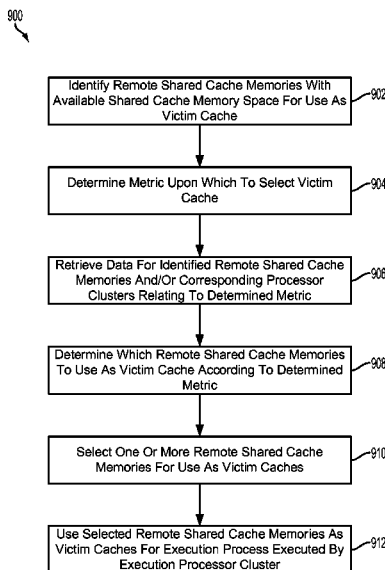 900
Identify Remote Shared Cache Memories With
Available Shared Cache Memory Space For Use As
Victim Cache
902
Determine Metric Upon Which To Select Victim
Cache
904
Retrieve Data For Identified Remote Shared Cache
Memories And/Or Corresponding Processor
Clusters Relating To Determined Metric
906
Determine Which Remote Shared Cache Memories
To Use As Victim Cache According To Determined
Metric
908
Select One Or More Remote Shared Cache
Memories For Use As Victim Caches
910
Use Selected Remote Shared Cache Memories As
Victim Caches For Execution Process Executed By
Execution Processor Cluster
912